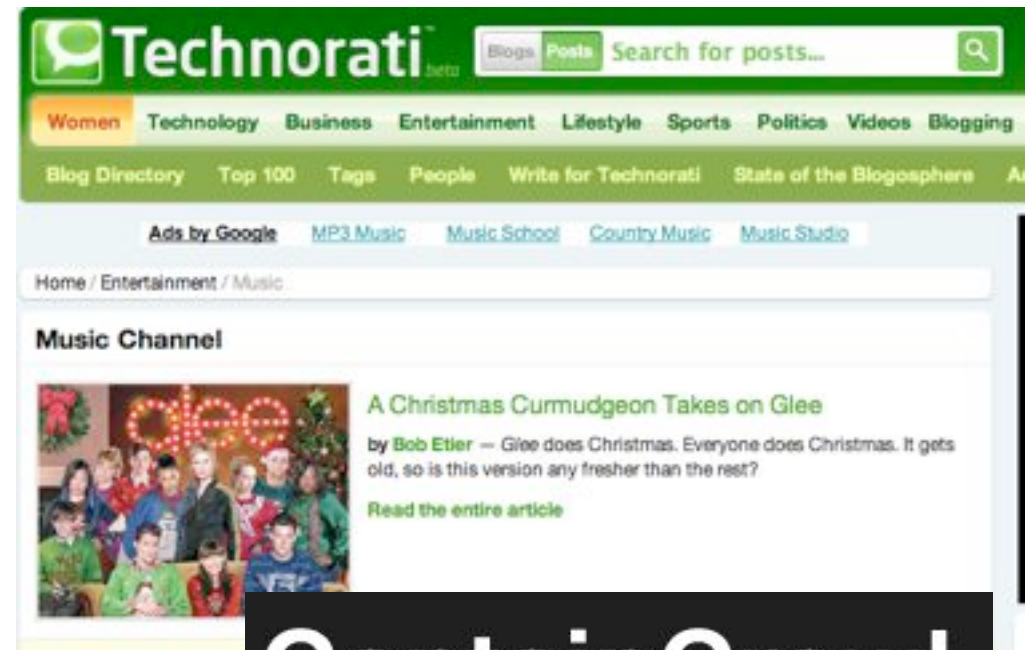 Technorati™ beta Blogs Posts Search for posts...
Women Technology Business Entertainment Lifestyle Sports Politics Videos Blogging
Blog Directory Top 100 Tags People Write for Technorati State of the Blogosphere
Ads by Google MP3 Music Music School Country Music Music Studio
Home / Entertainment / Music
Music Channel
glee
A Christmas Curmudgeon Takes on Glee
by Bob Etier — Glee does Christmas. Everyone does Christmas. It gets
old, so is this version any fresher than the rest?
Read the entire article